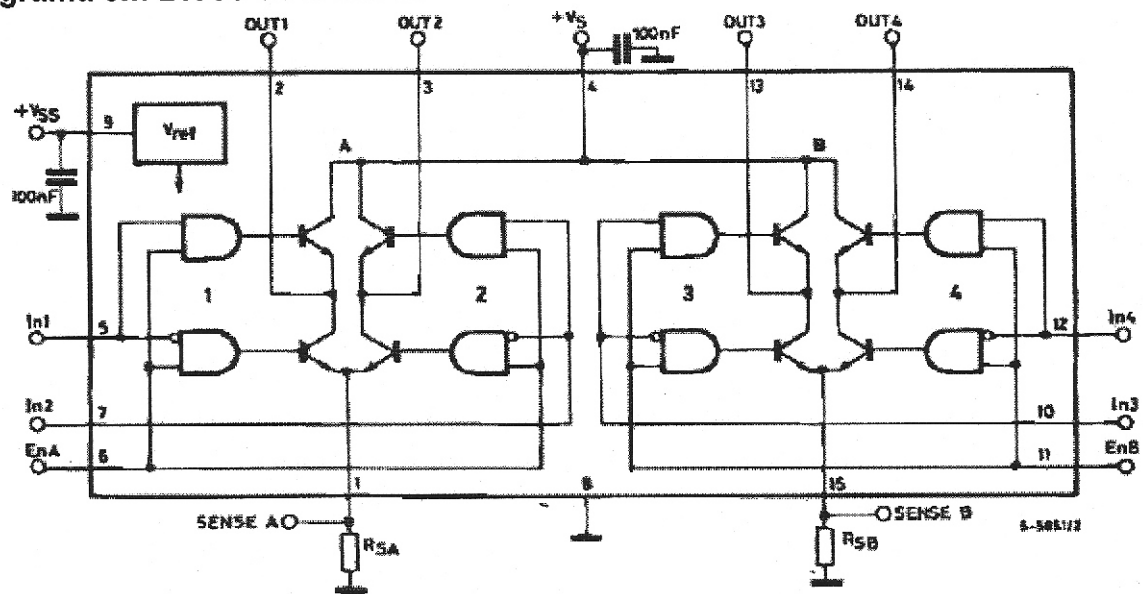 OUT1 OUT2 +VS 100nF OUT3 OUT4
2 3 4 13 14
+VSS 9 Vref
100nF
A B
1 2 3 4
In1 5 12 In4
In2 7 10 In3
EnA 6 11 EnB
1 8 15
SENSE A SENSE B
RSA RSB
S-5851/2